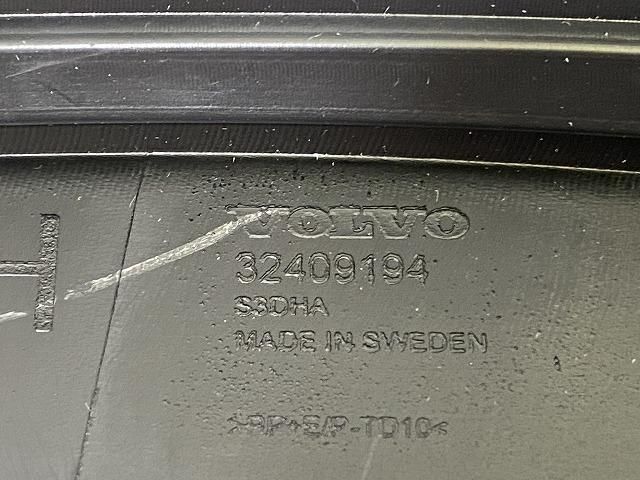 VOLVO
32409194
S3DHA
MADE IN SWEDEN
>PP+E/P-TD10<
H